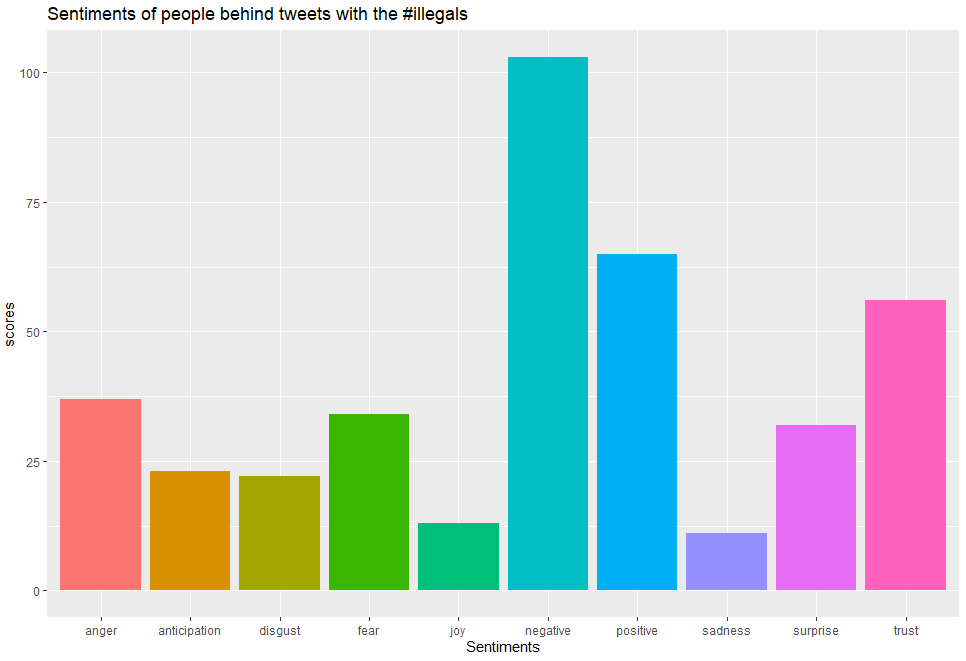 Sentiments of people behind tweets with the #illegals
scores
100
75
50
25
0
anger anticipation disgust fear joy negative positive sadness surprise trust
Sentiments